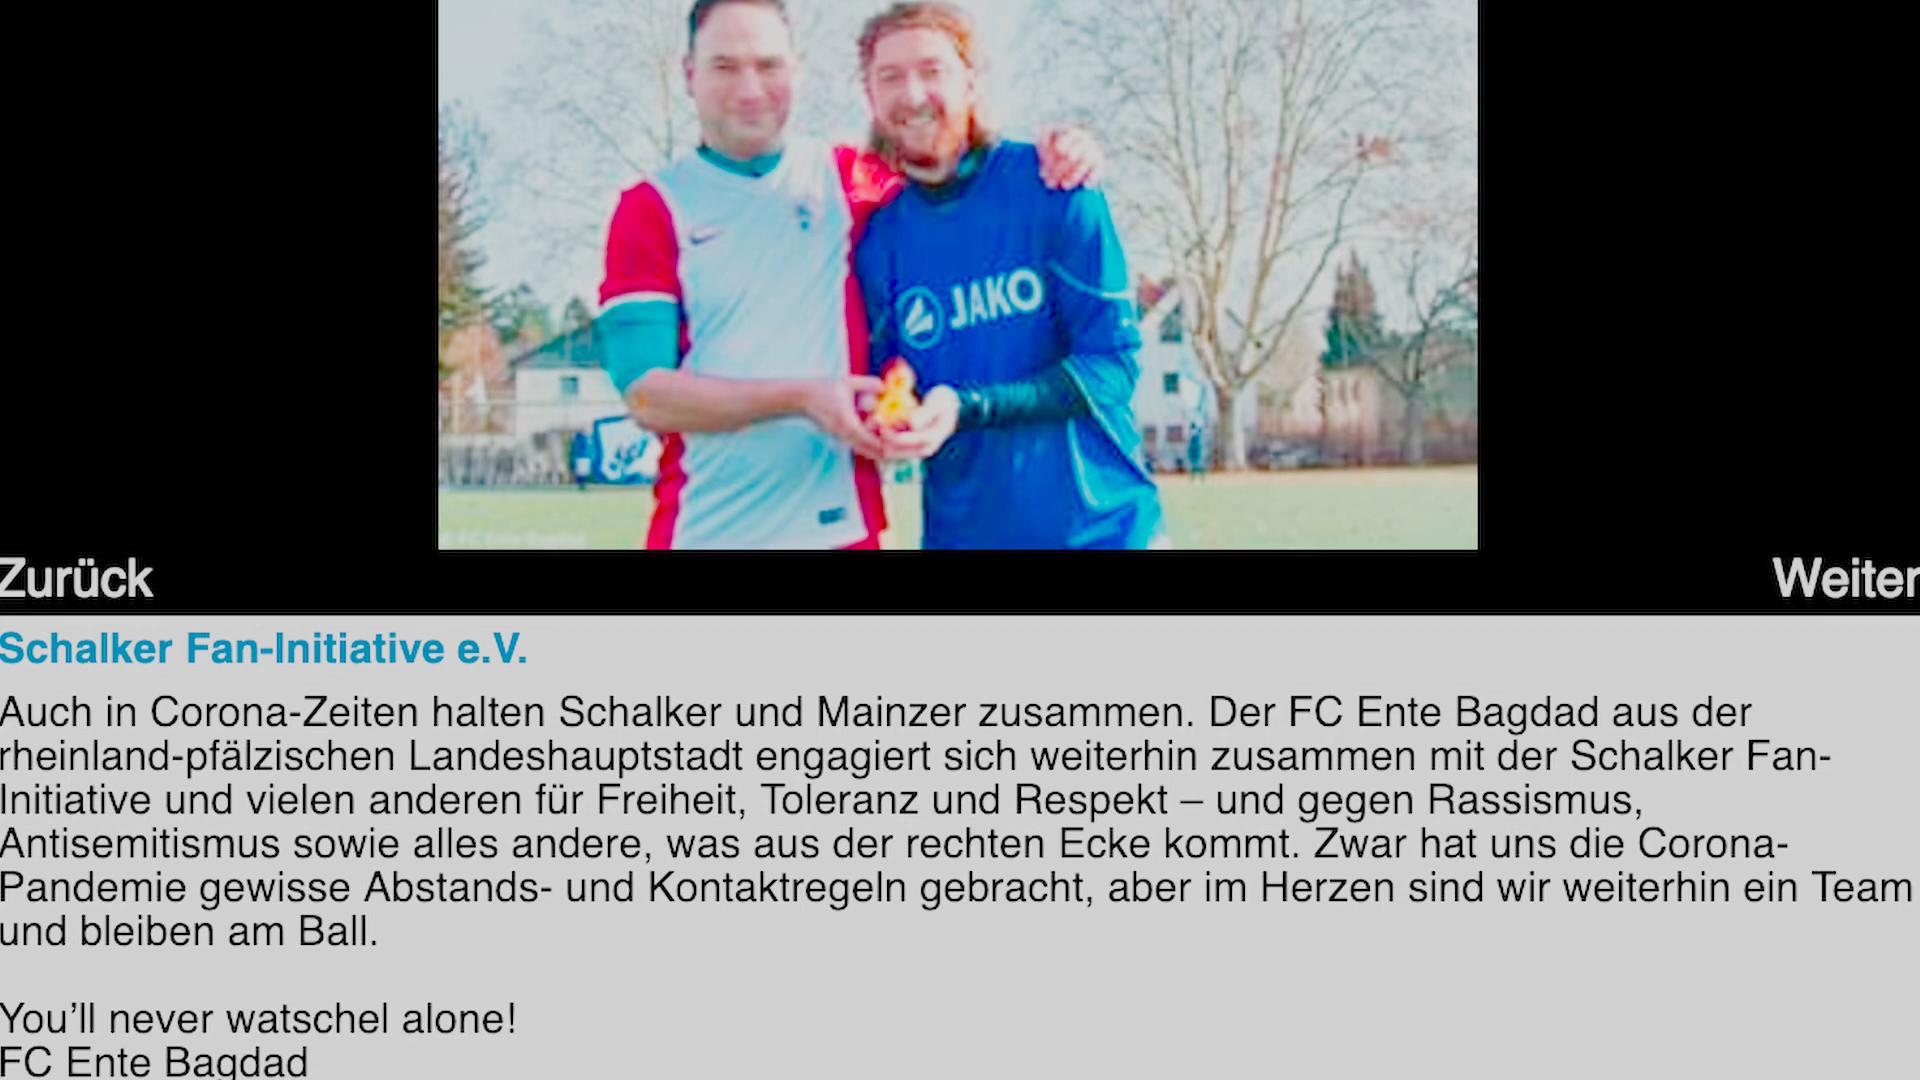 JAKO
Zurück
Weiter
Schalker Fan-Initiative e.V.
Auch in Corona-Zeiten halten Schalker und Mainzer zusammen. Der FC Ente Bagdad aus der
rheinland-pfälzischen Landeshauptstadt engagiert sich weiterhin zusammen mit der Schalker Fan-
Initiative und vielen anderen für Freiheit, Toleranz und Respekt – und gegen Rassismus,
Antisemitismus sowie alles andere, was aus der rechten Ecke kommt. Zwar hat uns die Corona-
Pandemie gewisse Abstands- und Kontaktregeln gebracht, aber im Herzen sind wir weiterhin ein Team
und bleiben am Ball.
You’ll never watschel alone!
FC Ente Bagdad